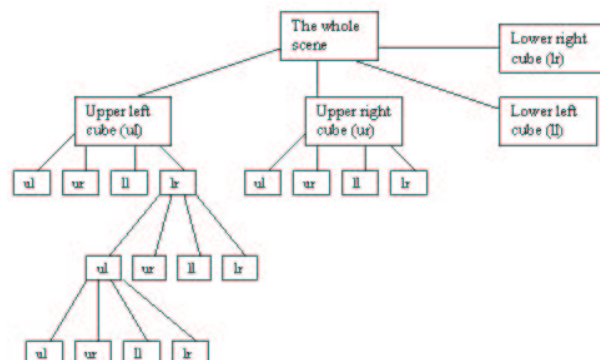 The whole
scene
Lower right
cube (lr)
Upper left
cube (ul)
Upper right
cube (ur)
Lower left
cube (ll)
ul ur ll lr
ul ur ll lr
ul ur ll lr
ul ur ll lr